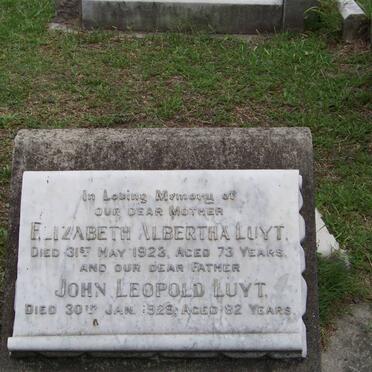 In Loving Memory of
OUR DEAR MOTHER
ELIZABETH ALBERTHA LUYT.
DIED 31ST MAY 1923, AGED 73 YEARS.
AND OUR DEAR FATHER
JOHN LEOPOLD LUYT.
DIED 30TH JAN. 1929, AGED 82 YEARS.